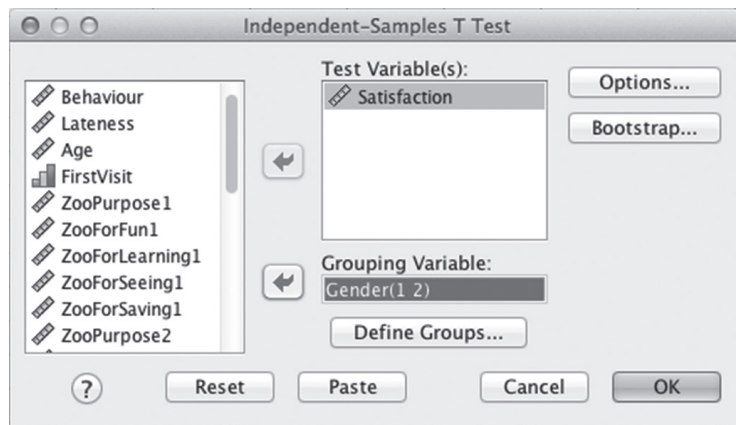 Independent-Samples T Test
Behaviour
Lateness
Age
FirstVisit
ZooPurpose1
ZooForFun1
ZooForLearning1
ZooForSeeing1
ZooForSaving1
ZooPurpose2
Test Variable(s):
Satisfaction
Grouping Variable:
Gender(1 2)
Define Groups...
Options...
Bootstrap...
?
Reset
Paste
Cancel
OK